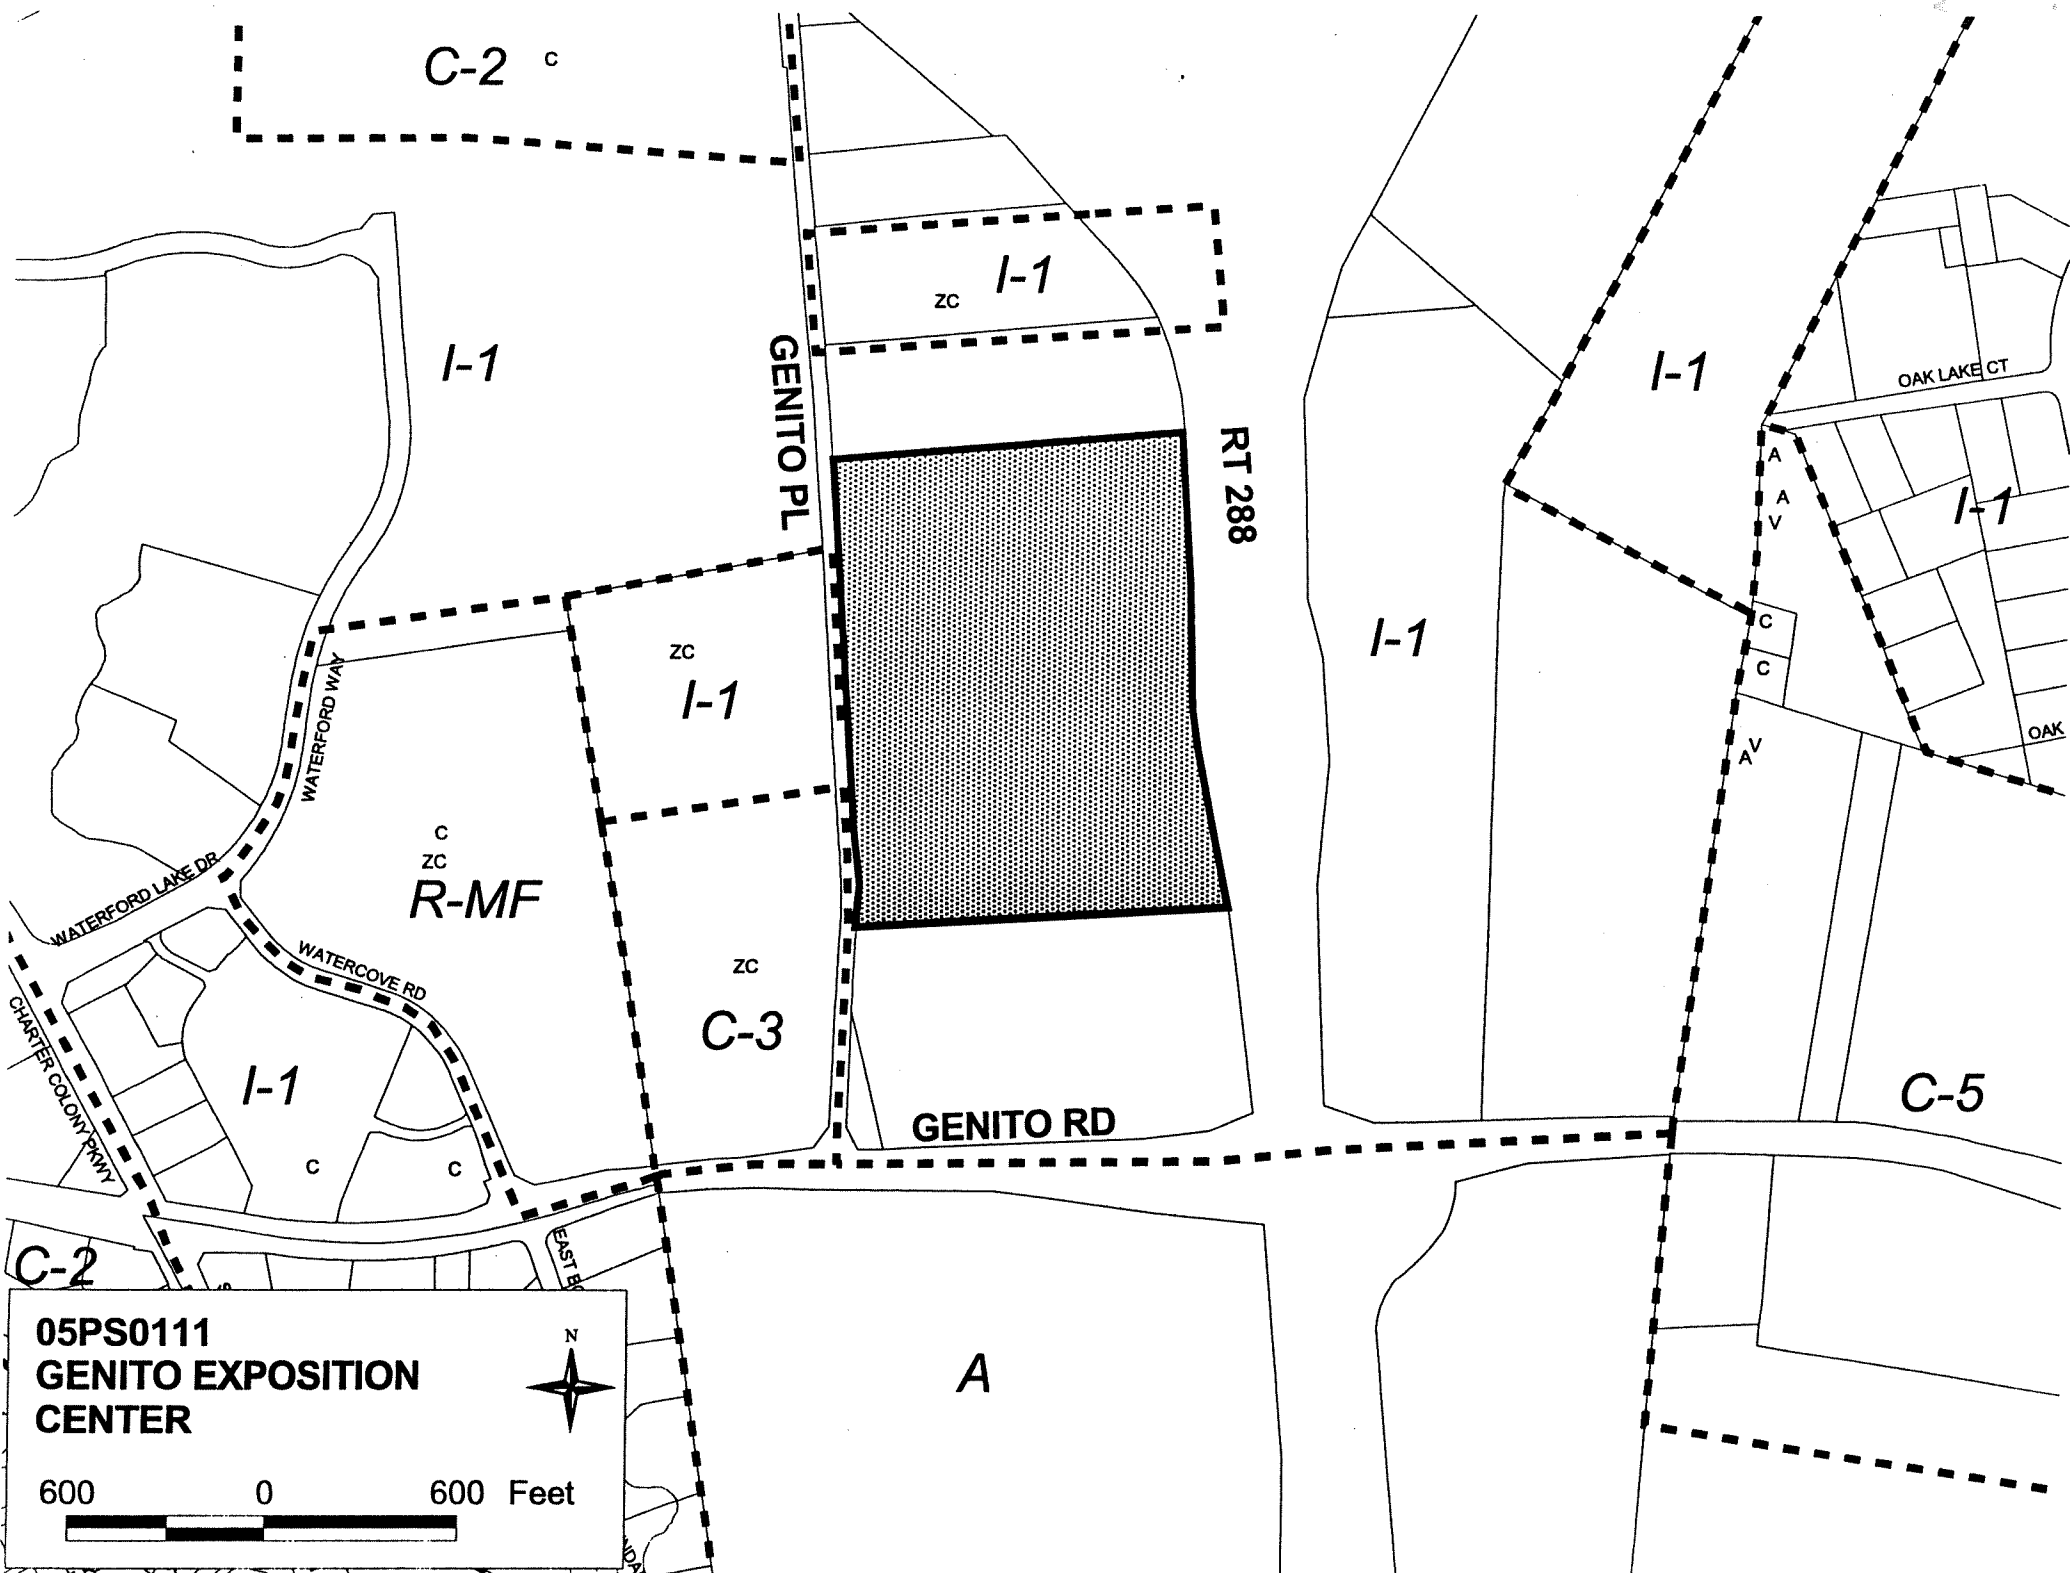 C-2 C
I-1
ZC
GENITO PL
I-1
I-1
OAK LAKE CT
RT 288
A
A
V
I-1
I-1
C
C
ZC
I-1
WATERFORD WAY
OAK
V
A
C
ZC
R-MF
WATERFORD LAKE DR
WATERCOVE RD
ZC
C-3
CHARTER COLONY PKWY
I-1
C
C
GENITO RD
C-5
C-2
EAST BO
A
05PS0111
GENITO EXPOSITION
CENTER
N
600 0 600 Feet